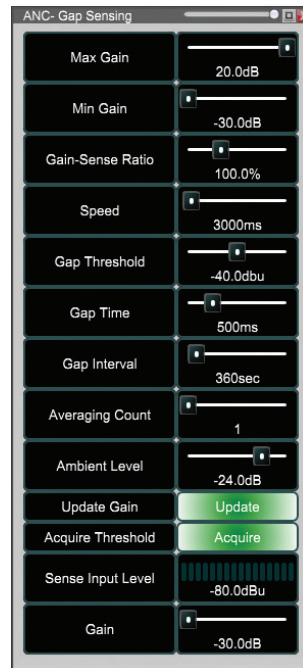 ANC- Gap Sensing
Max Gain
20.0dB
Min Gain
-30.0dB
Gain-Sense Ratio
100.0%
Speed
3000ms
Gap Threshold
-40.0dbu
Gap Time
500ms
Gap Interval
360sec
Averaging Count
1
Ambient Level
-24.0dB
Update Gain
Update
Acquire Threshold
Acquire
Sense Input Level
-80.0dBu
Gain
-30.0dB